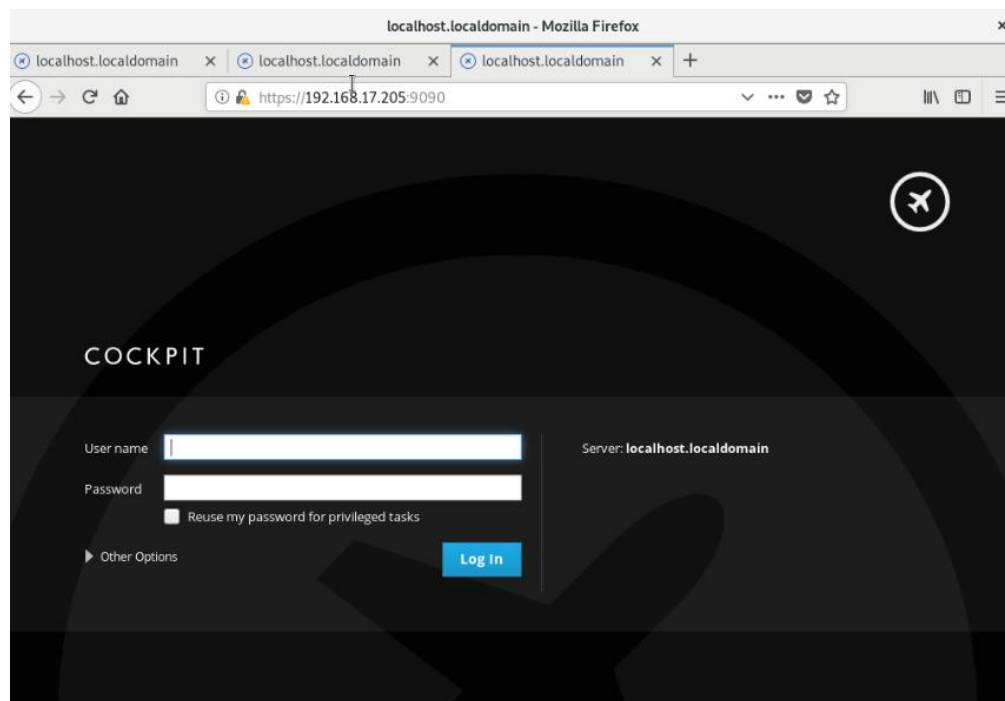 localhost.localdomain - Mozilla Firefox
localhost.localdomain localhost.localdomain localhost.localdomain
https://192.168.17.205:9090
COCKPIT
User name
Server: localhost.localdomain
Password
Reuse my password for privileged tasks
Other Options
Log In